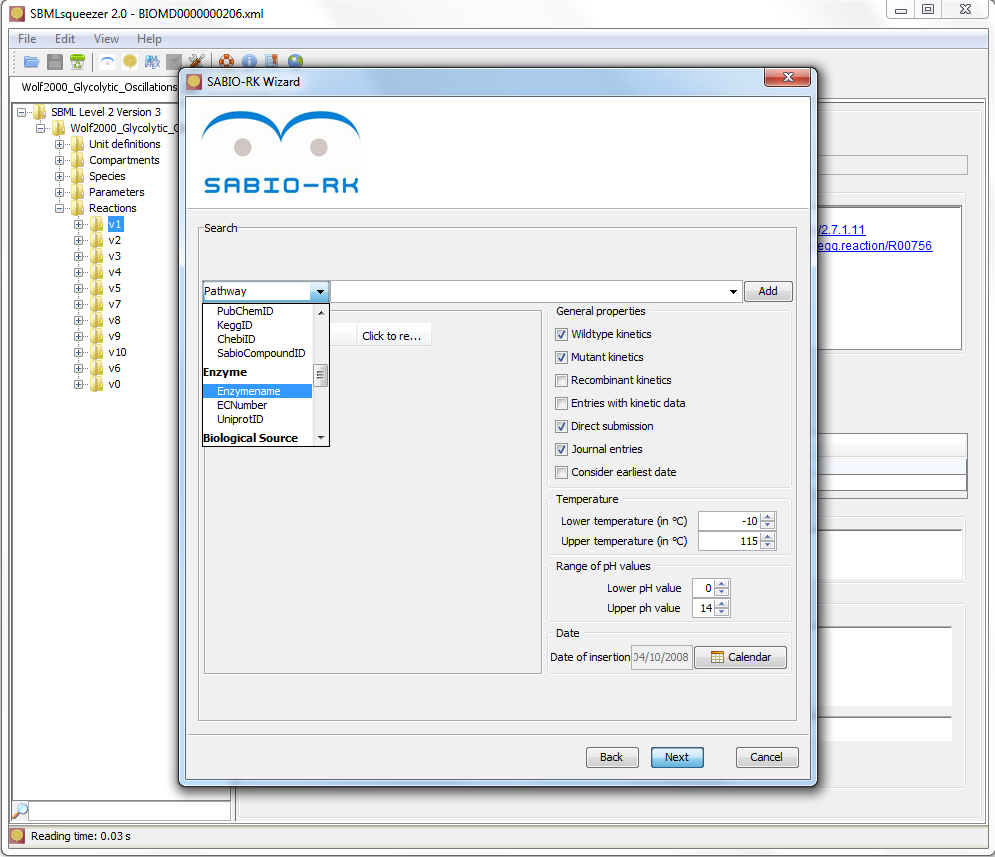 SBMLsqueezer 2.0 - BIOMD0000000206.xml
File Edit View Help
Wolf2000_Glycolytic_Oscillations
SBML Level 2 Version 3
Wolf2000_Glycolytic_
Unit definitions
Compartments
Species
Parameters
Reactions
v1
v2
v3
v4
v5
v7
v8
v9
v10
v6
v0
/2.7.1.11
egg.reaction/R00756
SABIO-RK Wizard
SABIO-RK
Search
Pathway
Add
PubChemID
KeggID
ChebiID
SabioCompoundID
Enzyme
Enzymename
ECNumber
UniprotID
Biological Source
Click to re...
General properties
Wildtype kinetics
Mutant kinetics
Recombinant kinetics
Entries with kinetic data
Direct submission
Journal entries
Consider earliest date
Temperature
Lower temperature (in °C) -10
Upper temperature (in °C) 115
Range of pH values
Lower pH value 0
Upper ph value 14
Date
Date of insertion 04/10/2008 Calendar
Back Next Cancel
Reading time: 0.03 s